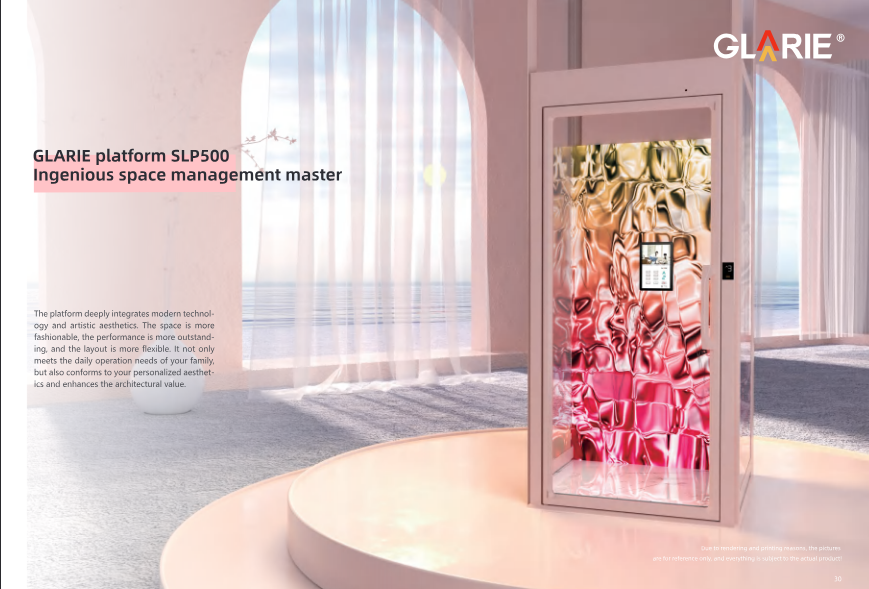 GLARIE®
GLARIE platform SLP500
Ingenious space management master
The platform deeply integrates modern technol-
ogy and artistic aesthetics. The space is more
fashionable, the performance is more outstand-
ing, and the layout is more flexible. It not only
meets the daily operation needs of your family,
but also conforms to your personalized aesthet-
ics and enhances the architectural value.
Due to rendering and printing reasons, the pictures
are for reference only, and everything is subject to the actual product!